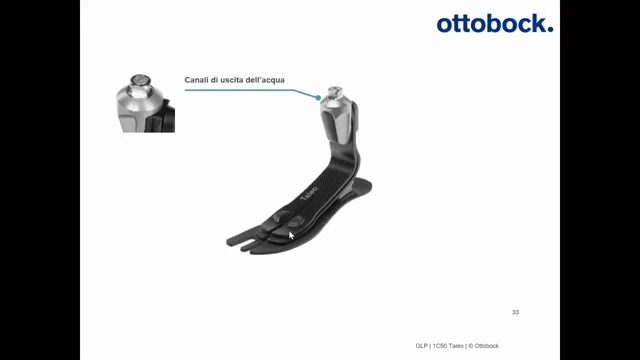 ottobock.
Canali di uscita dell'acqua
Taleo
33
GLP | 1C50 Taleo | © Ottobock